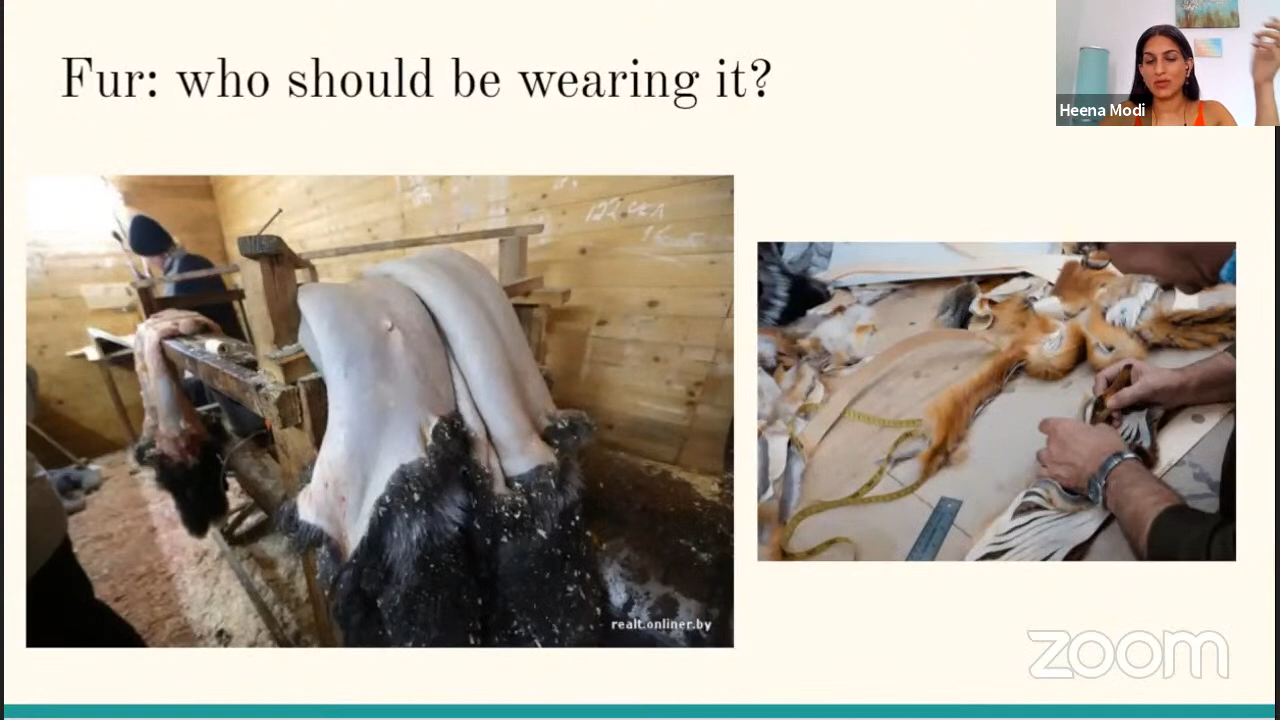 Fur: who should be wearing it?
Heena Modi
realt.onliner.by
zoom